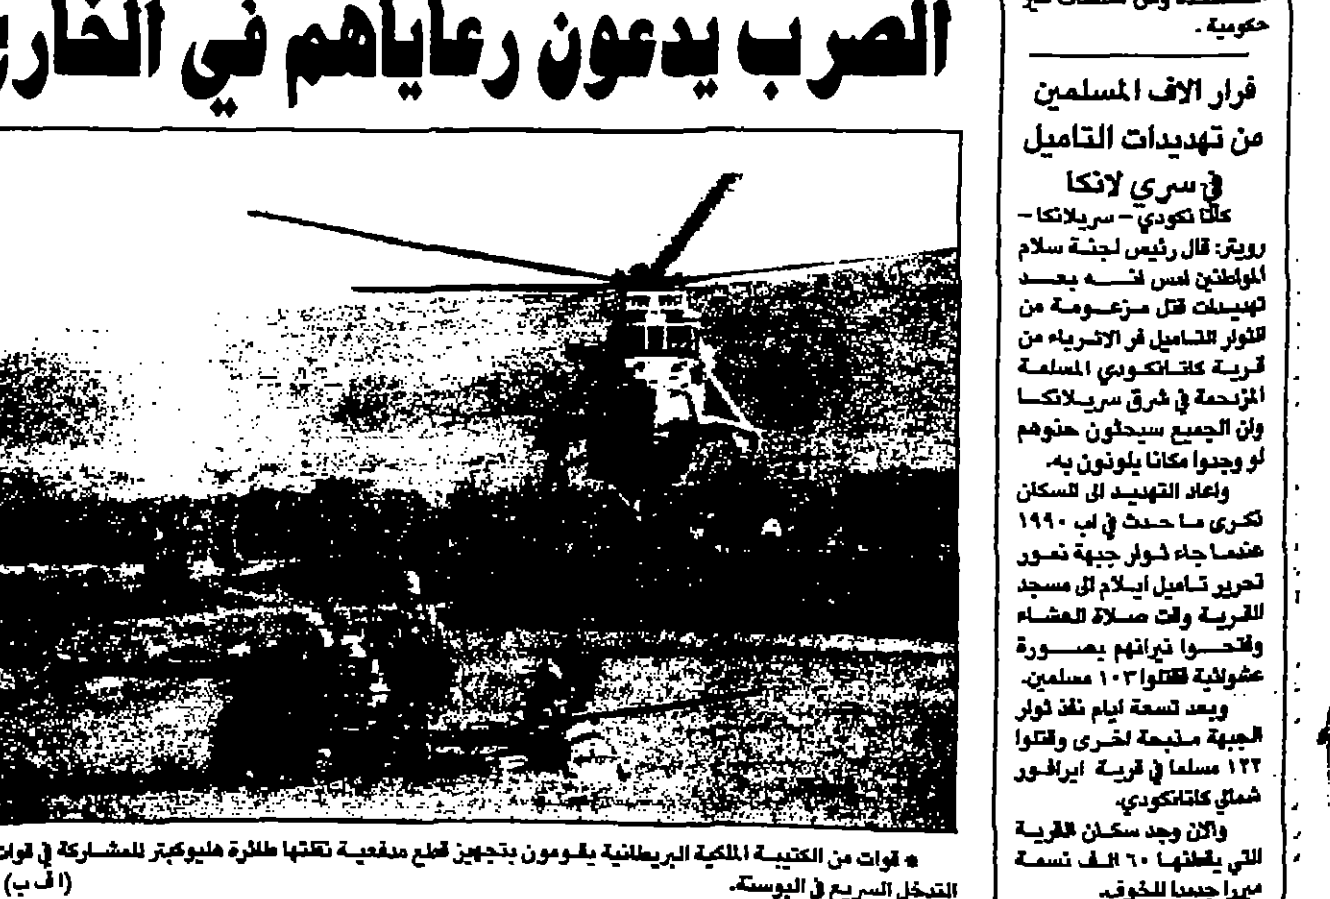 الصرب يدعون رعاياهم في الخارج
* قوات من الكتيبة الملكية البريطانية يقومون بتجهيز قطع مدفعية نقلتها طائرة هليوكبتر للمشاركة في قوات
التدخل السريع في البوسنة.
(ا ف ب)
حكومية.
فرار الاف المسلمين
من تهديدات التاميل
في سري لانكا
كاتا نكودي - سريلانكا -
رويتر: قال رئيس لجنة سلام
المواطنين امس انه بعد
تهديدات قتل مزعومة من
الثوار التاميل فر الاثرياء من
قرية كاتانكودي المسلمة
المزدحمة في شرق سريلانكا
وان الجميع سيحذون حذوهم
لو وجدوا مكانا يلوذون به.
واعاد التهديد الى السكان
ذكرى ما حدث في اب ١٩٩٠
عندما جاء ثوار جبهة نمور
تحرير تاميل ايلام الى مسجد
القرية وقت صلاة العشاء
وفتحوا نيرانهم بصورة
عشوائية فقتلوا ١٠٣ مسلمين.
وبعد تسعة ايام نفذ ثوار
الجبهة مذبحة اخرى وقتلوا
١٢٢ مسلما في قرية ايرافور
شمالي كاتانكودي.
والان وجد سكان القرية
التي يقطنها ٦٠ الف نسمة
مبررا جديدا للخوف